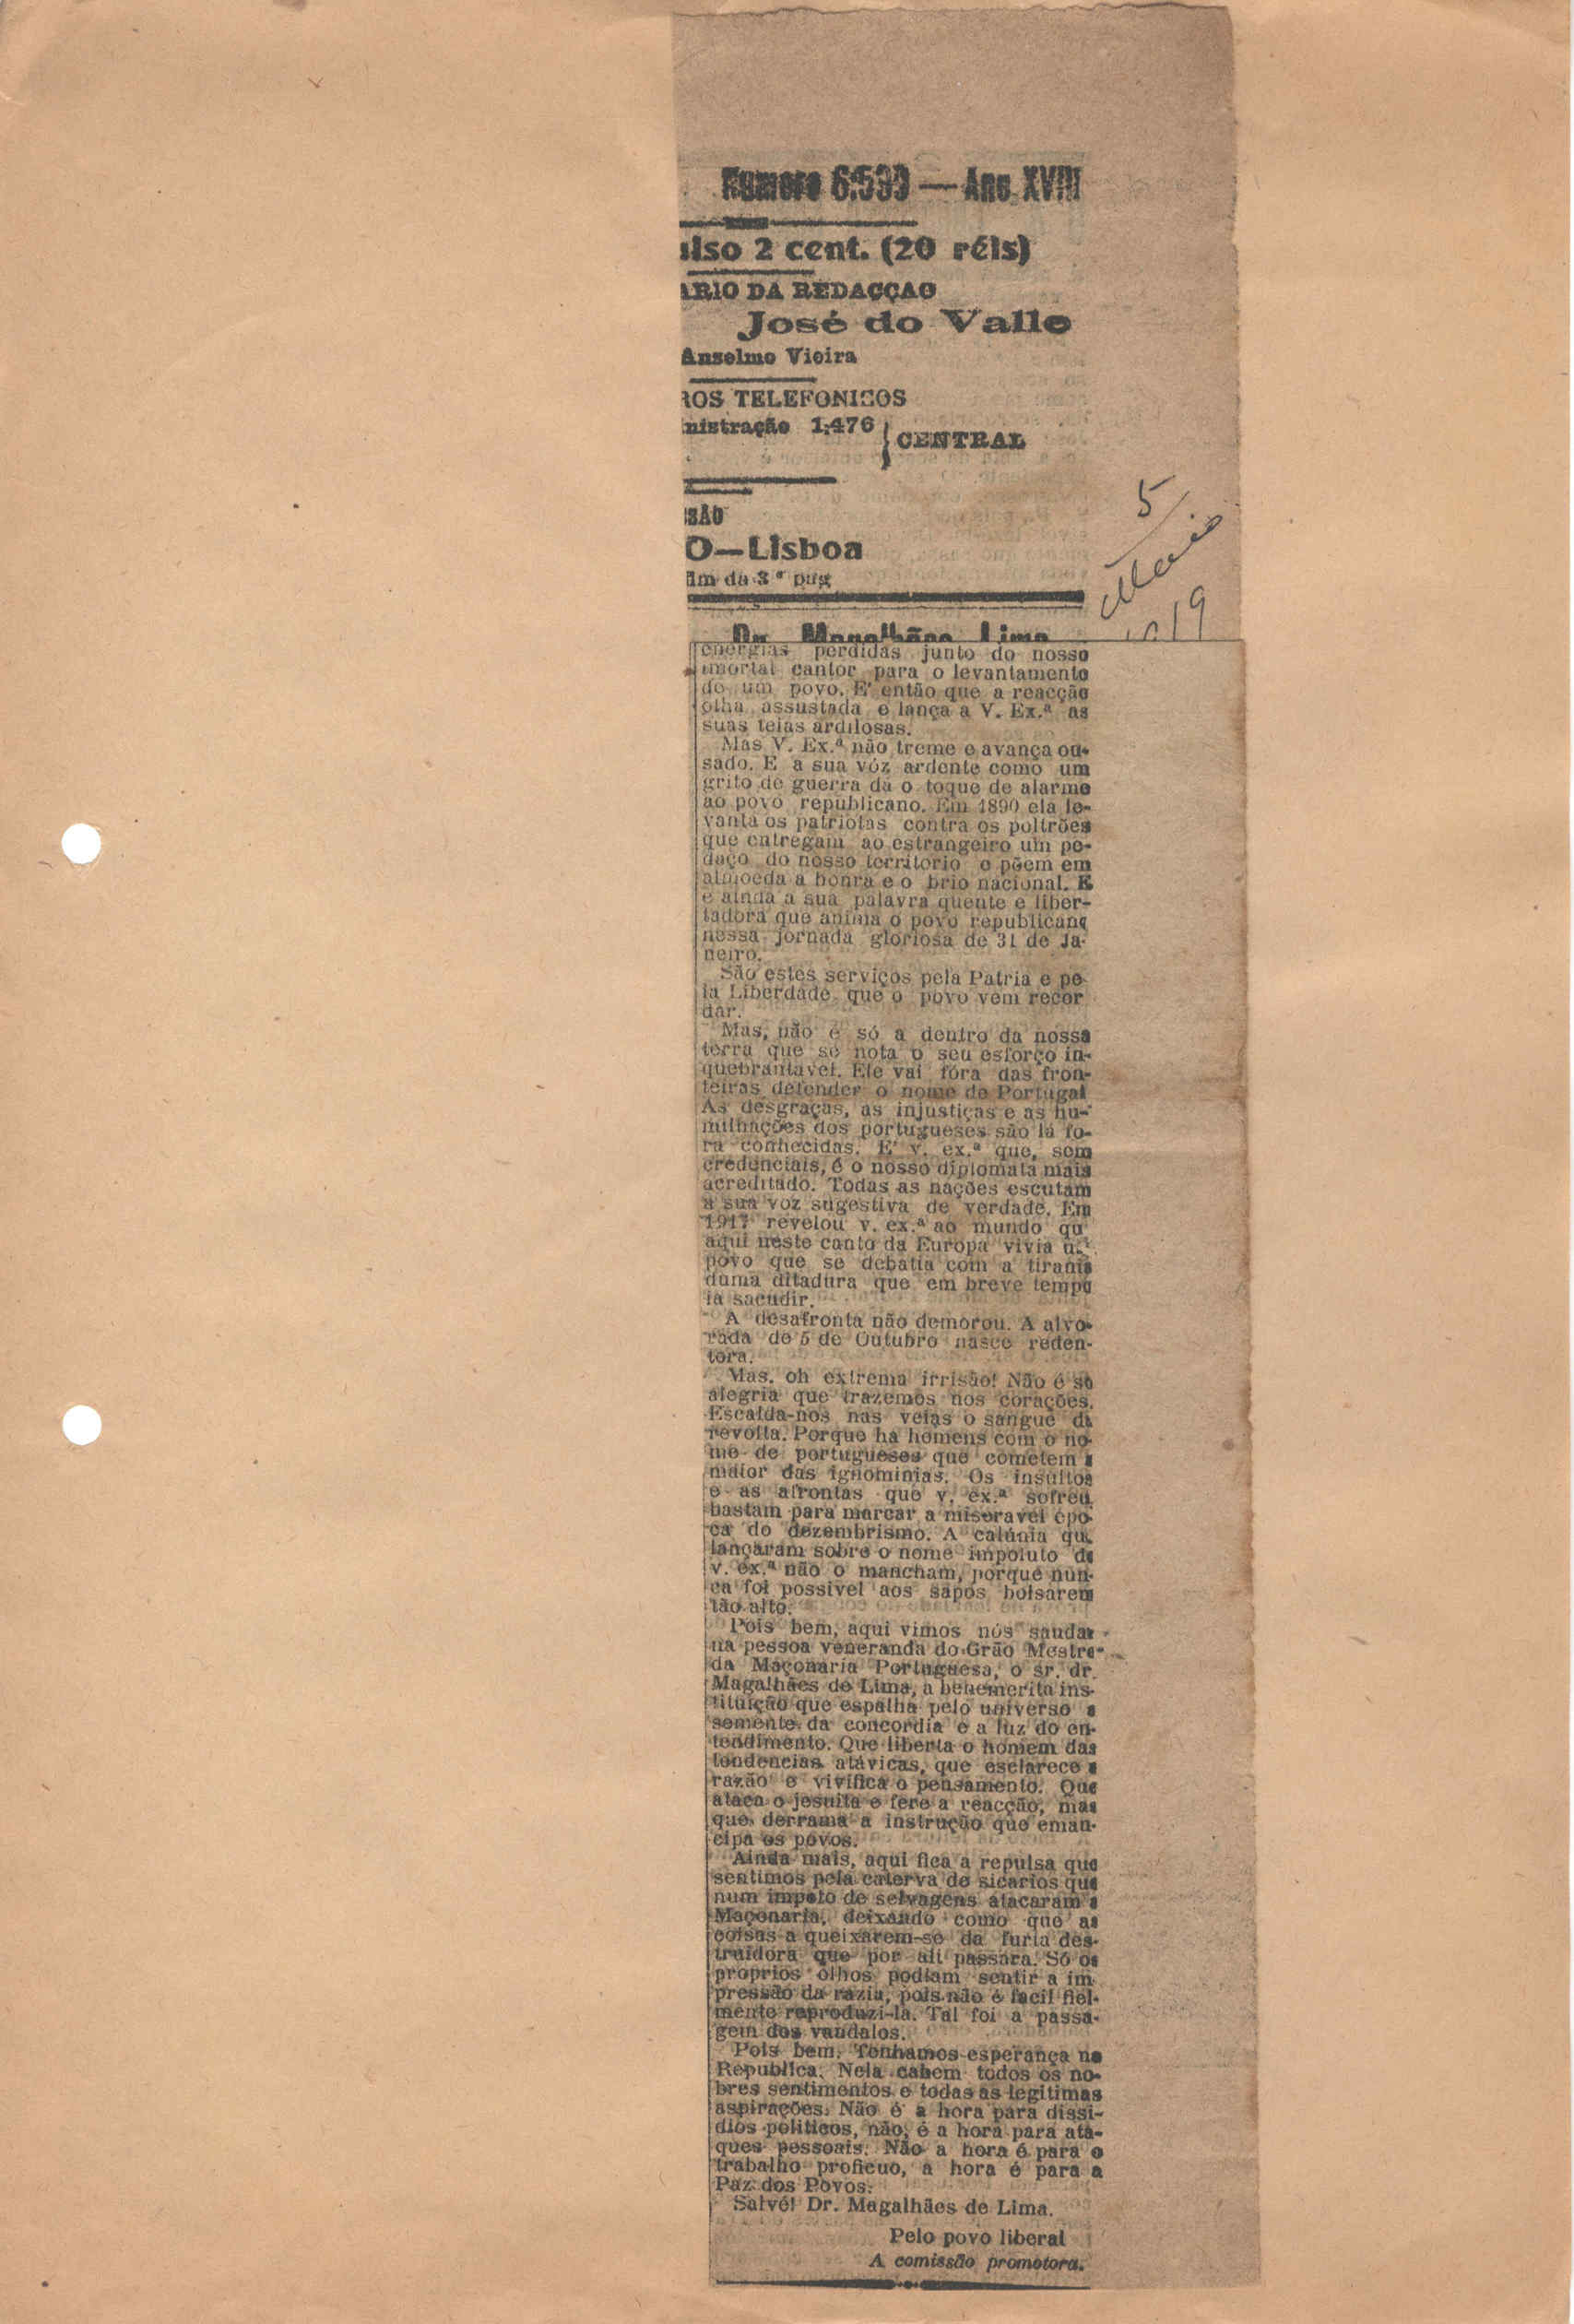 Numero 6:539 — Ano XVIII
ulso 2 cent. (20 réis)
ARIO DA REDACÇAO
José do Valle
Anselmo Vieira
ROS TELEFONICOS
nistração 1,476
CENTRAL
SÃO
O—Lisboa
im da 3ª pag
5
Maio
1919
Dr. Magalhães Lima
energias perdidas junto do nosso
imortal cantor para o levantamento
de um povo. E' então que a reacção
olha assustada e lança a V. Ex.ª as
suas teias ardilosas.
Mas V. Ex.ª não treme e avança ou-
sado. E a sua vóz ardente como um
grito de guerra dá o toque de alarme
ao povo republicano. Em 1890 ela le-
vanta os patriotas contra os poltrões
que entregam ao estrangeiro um pe-
daço do nosso territorio e põem em
almoeda a honra e o brio nacional. E
é ainda a sua palavra quente e liber-
tadora que anima o povo republicano
nessa jornada gloriosa de 31 de Ja-
neiro.
São estes serviços pela Patria e pe-
la Liberdade que o povo vem recor
dar.
Mas, não é só a dentro da nossa
terra que se nota o seu esforço in-
quebrantavel. Ele vai fóra das fron-
teiras defender o nome de Portugal
As desgraças, as injustiças e as hu-
milhações dos portugueses são lá fo-
ra conhecidas. E' v. ex.ª que, sem
credenciais, é o nosso diplomata mais
acreditado. Todas as nações escutam
a sua voz sugestiva de verdade. Em
1917 revelou v. ex.ª ao mundo qu
aqui neste canto da Europa vivia u
povo que se debatia com a tirania
duma ditadura que em breve tempo
ia sacudir.
A desafronta não demorou. A alvo-
rada de 5 de Outubro nasce reden-
tora.
Mas, oh extrema irrisão! Não é só
alegria que trazemos nos corações.
Escalda-nos nas veias o sangue da
revolta. Porque ha homens com o no-
me de portugueses que cometem a
maior das ignominias. Os insultos
e as afrontas que v. ex.ª sofreu
bastam para marcar a miseravel épo-
ca do dezembrismo. A calúnia que
lançaram sobre o nome impoluto de
v. ex.ª não o mancham, porque nun-
ca foi possivel aos sapos bolsarem
tão alto.
Pois bem, aqui vimos nós saudar
na pessoa veneranda do Grão Mestre
da Maçonaria Portuguesa, o sr. dr.
Magalhães de Lima, a benemerita ins-
tituição que espalha pelo universo a
semente da concordia e a luz do en-
tendimento. Que liberta o homem das
tendencias atávicas, que esclarece a
razão e vivifica o pensamento. Que
ataca o jesuita e fere a reacção, mas
que derrama a instrução que eman-
cipa os povos.
Ainda mais, aqui fica a repulsa que
sentimos pela caterva de sicarios que
num impeto de selvagens atacaram a
Maçonaria, deixando como que as
coisas a queixarem-se da furia des-
truidora que por ali passára. Só os
proprios olhos podiam sentir a im
pressão da razia, pois não é facil fiel-
mente reproduzi-la. Tal foi a passa-
gem dos vandalos.
Pois bem, Tenhamos esperança na
Republica. Nela cabem todos os no-
bres sentimentos e todas as legitimas
aspirações. Não é a hora para dissi-
dios politicos, não, é a hora para ata-
ques pessoais. Não a hora é para o
trabalho proficuo, a hora é para a
Paz dos Povos.
Salvé! Dr. Magalhães de Lima.
Pelo povo liberal
A comissão promotora.